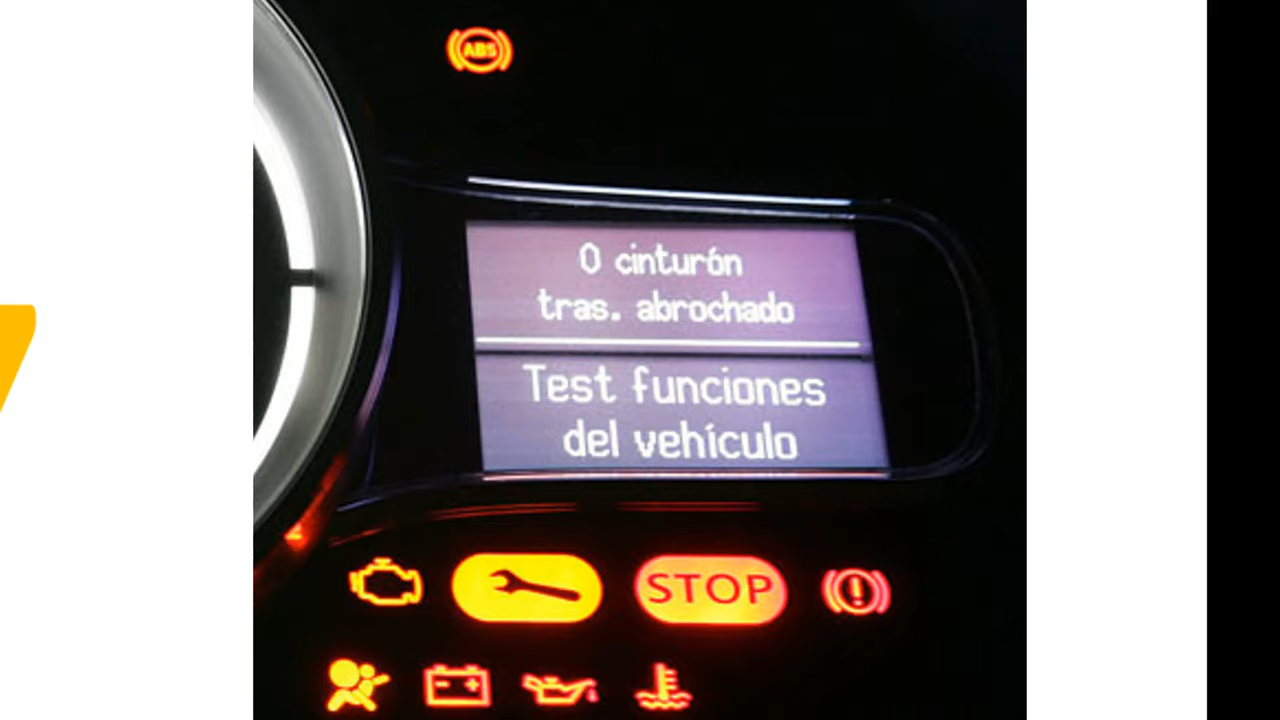 ABS
0 cinturón
tras. abrochado
Test funciones
del vehículo
STOP